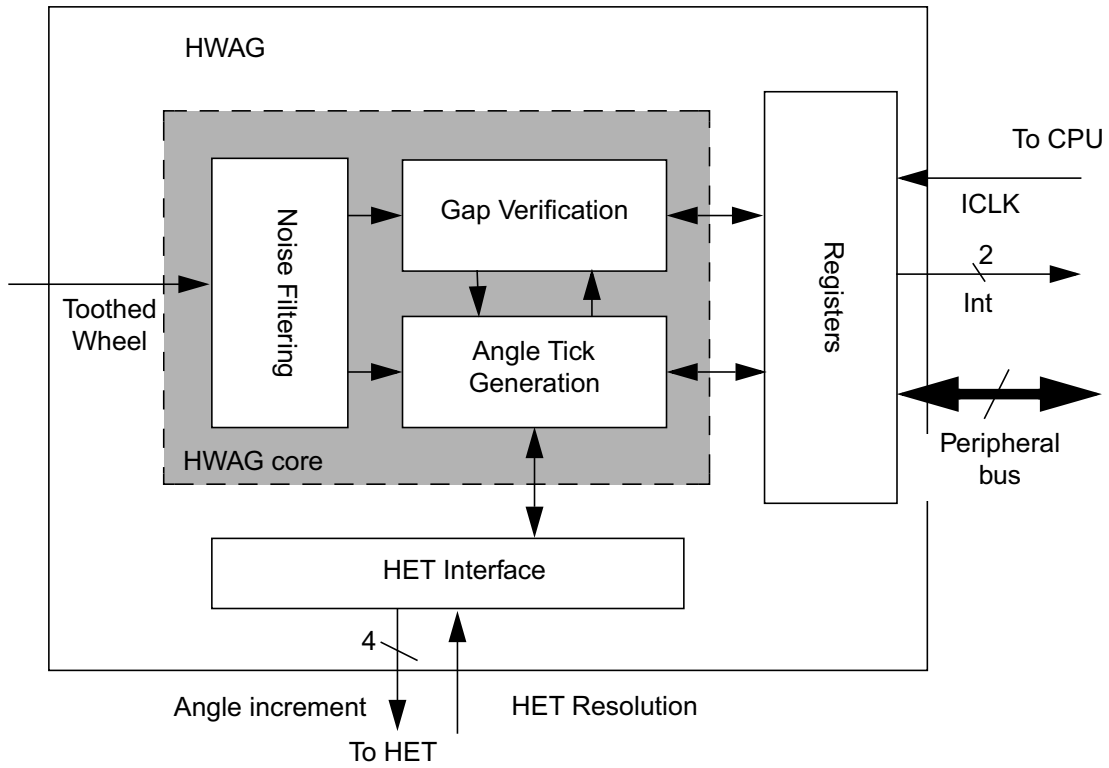 HWAG
To CPU
ICLK
2
Int
Peripheral
bus
Toothed
Wheel
Noise Filtering
Gap Verification
Angle Tick
Generation
HWAG core
Registers
HET Interface
4
Angle increment
To HET
HET Resolution